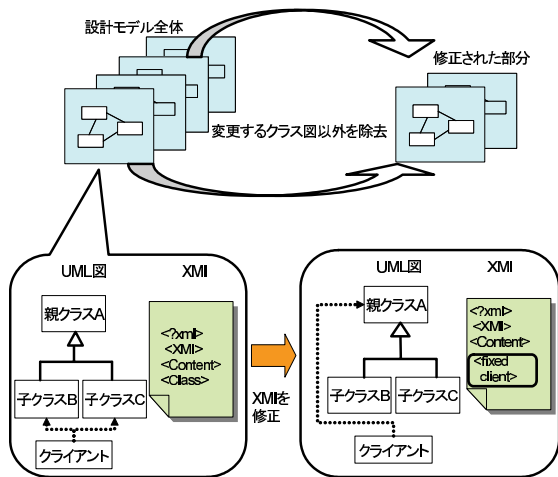 設計モデル全体
修正された部分
変更するクラス図以外を除去
UML図
XMI
親クラスA
<?xml>
<XMI>
<Content>
<Class>
子クラスB
子クラスC
クライアント
XMIを
修正
UML図
XMI
親クラスA
<?xml>
<XMI>
<Content>
<fixed
client>
子クラスB
子クラスC
クライアント